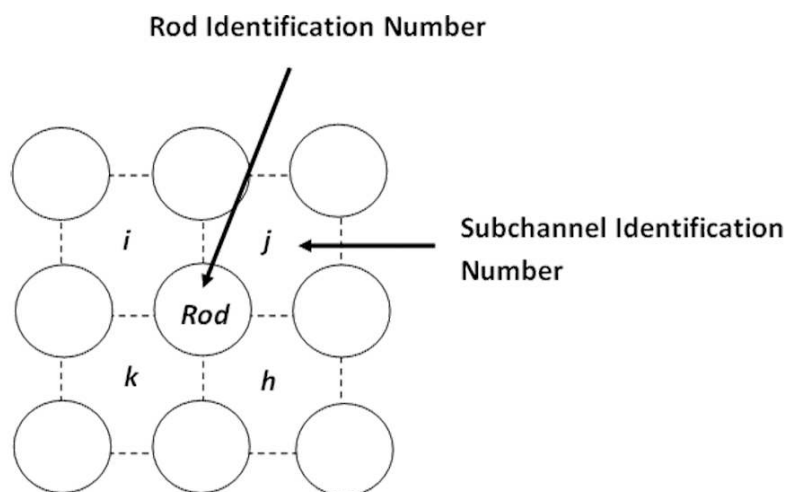 Rod Identification Number
i
j
Subchannel Identification
Number
Rod
k
h